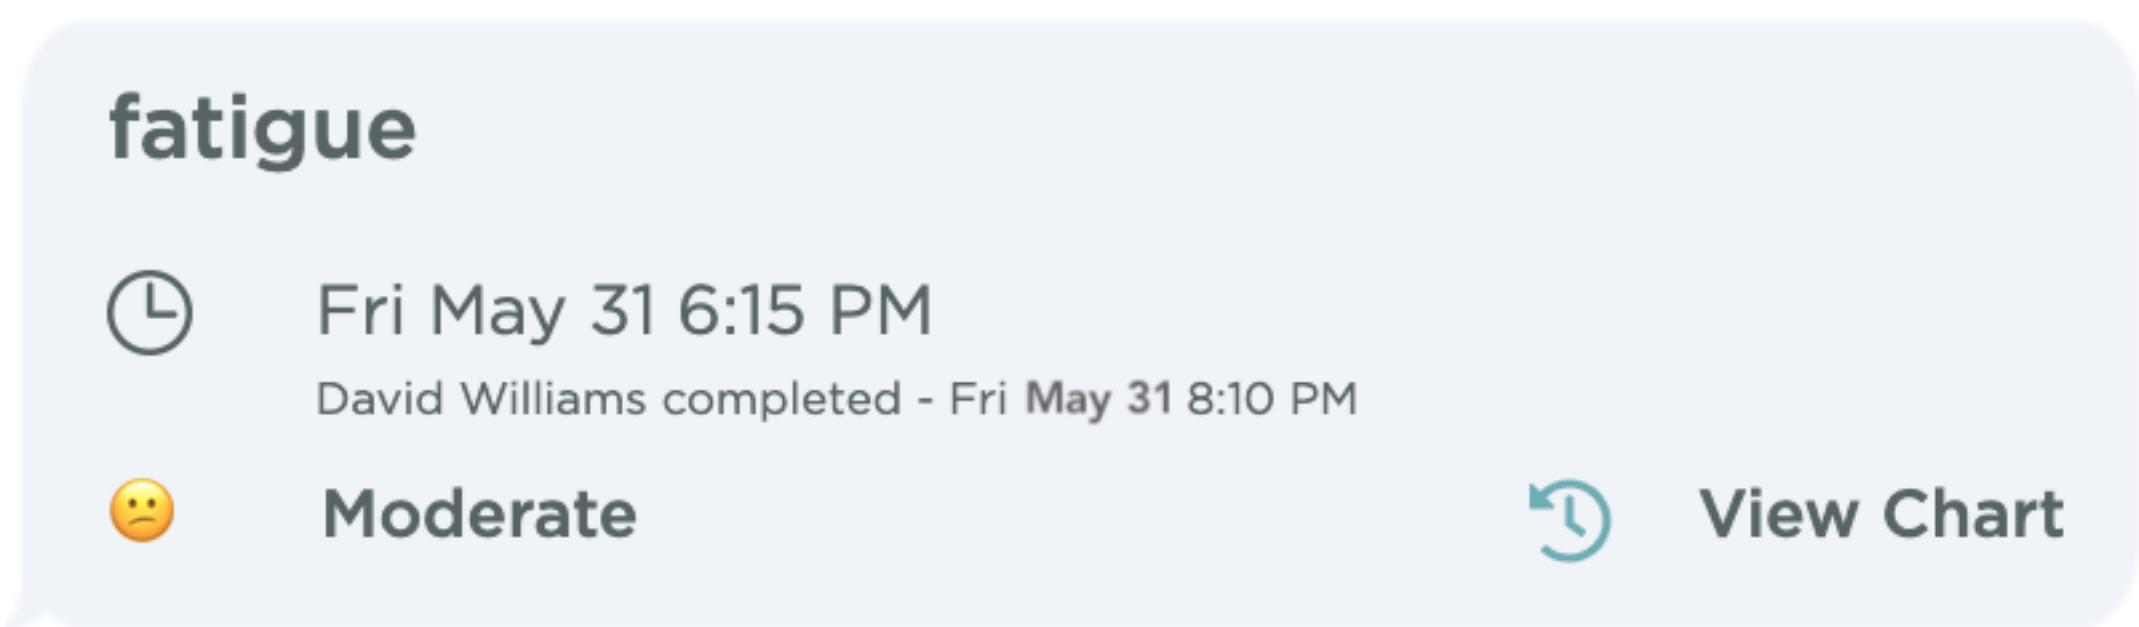 fatigue
Fri May 31 6:15 PM
David Williams completed - Fri May 31 8:10 PM
Moderate
View Chart